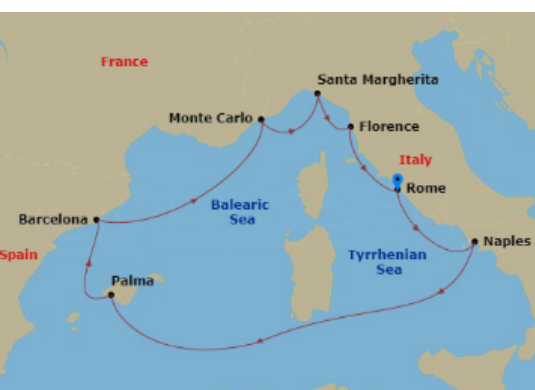 France
Santa Margherita
Monte Carlo
Florence
Italy
Rome
Balearic
Sea
Barcelona
Naples
Spain
Tyrrhenian
Sea
Palma